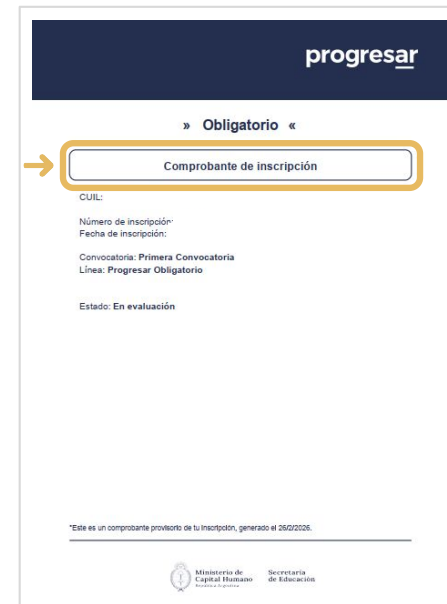 progresar
» Obligatorio «
Comprobante de inscripción
CUIL:
Número de inscripción:
Fecha de inscripción:
Convocatoria: Primera Convocatoria
Línea: Progresar Obligatorio
Estado: En evaluación
*Este es un comprobante provisorio de tu inscripción, generado el 26/2/2026.
Ministerio de Secretaría
Capital Humano de Educación
República Argentina